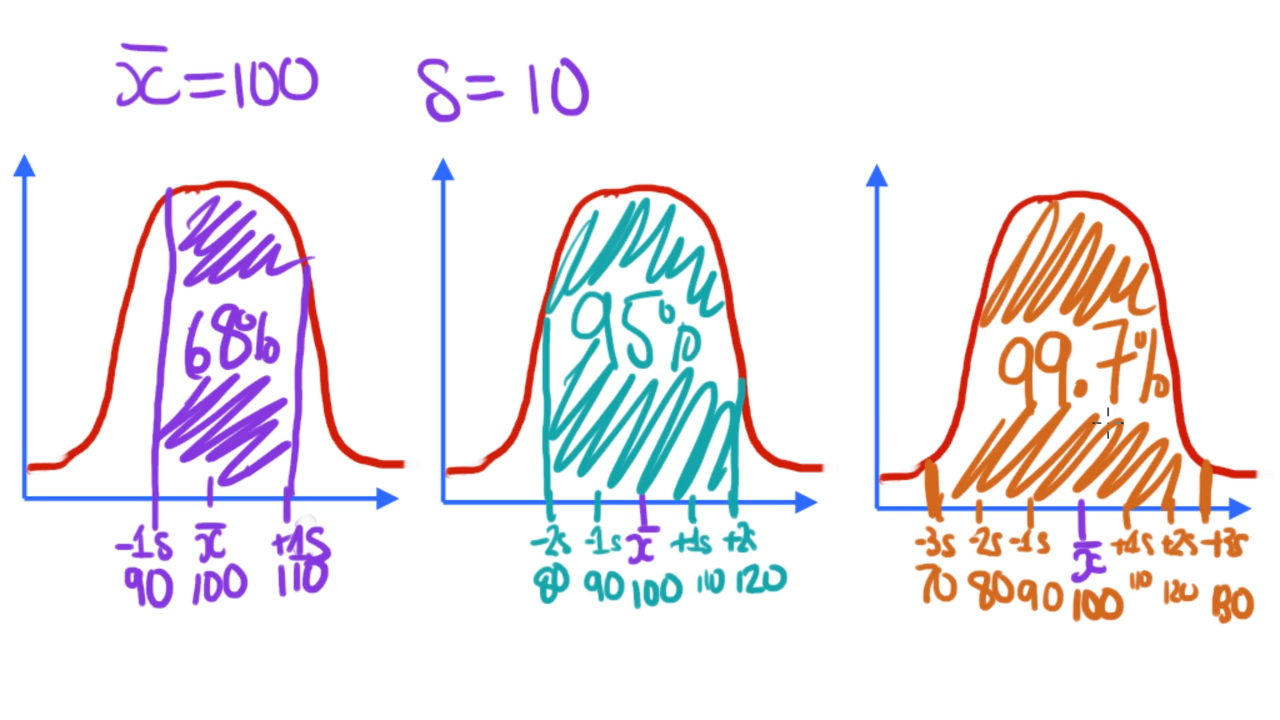 x̄=100 s=10
68%
95%
99.7%
-1s x̄ +1s
90 100 110
-2s -1s x̄ +1s +2s
80 90 100 110 120
-3s -2s -1s x̄ +1s +2s +3s
70 80 90 100 110 120 130